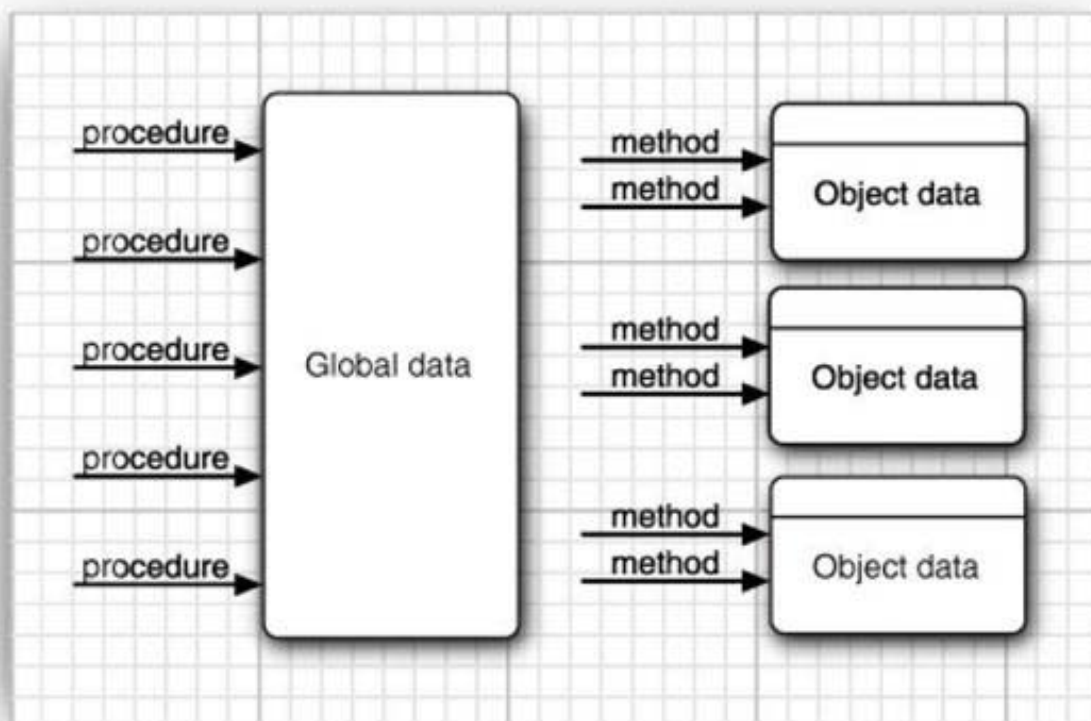 procedure
procedure
procedure
procedure
procedure
Global data
method
method
Object data
method
method
Object data
method
method
Object data